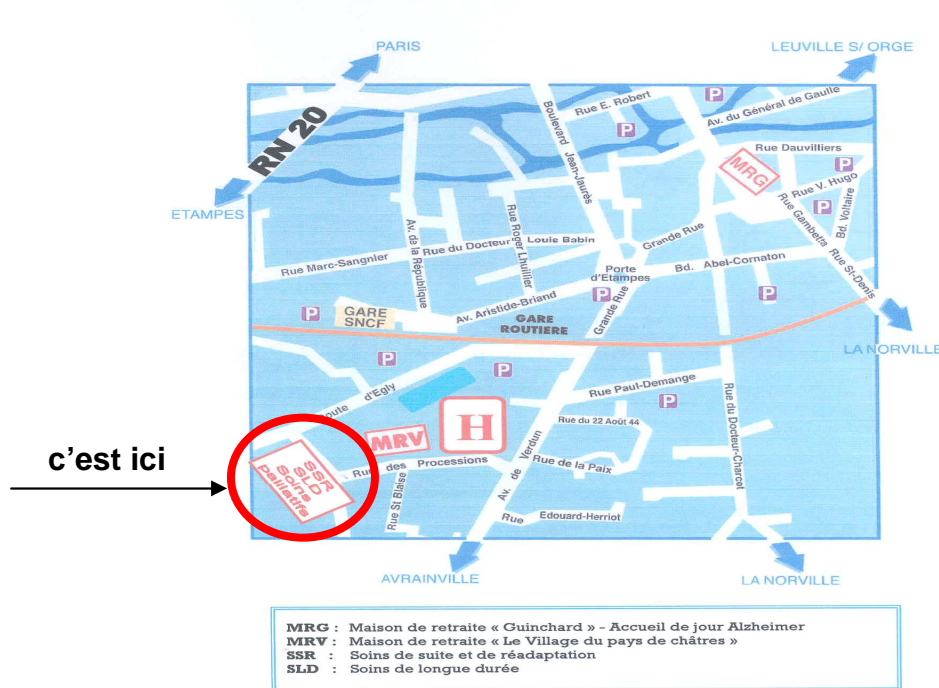 PARIS
LEUVILLE S/ ORGE
RN 20
ETAMPES
Boulevard Jean-Jaurès
Rue E. Robert
P
Av. du Général de Gaulle
P
Rue Dauvilliers
MRG
P
Rue V. Hugo
P
Bd. Voltaire
Rue Gambetta
Rue St-Denis
Av. de la République
Rue Roger Lhuillier
Rue du Docteur Louis Babin
Grande Rue
Rue Marc-Sangnier
Porte
d'Etampes
Bd. Abel-Cornaton
P
P
P
GARE
SNCF
Av. Aristide-Briand
GARE
ROUTIERE
Grande Rue
LA NORVILLE
P
P
Route d'Egly
Rue Paul-Demange
P
Rue du Docteur-Charcot
MRV
H
Rue du 22 Août 44
c'est ici
SSR
SLD
Soins
palliatifs
Rue des Processions
Rue de la Paix
Av. de Verdun
Rue St Blaise
Rue Edouard-Herriot
AVRAINVILLE
LA NORVILLE
MRG : Maison de retraite « Guinchard » - Accueil de jour Alzheimer
MRV : Maison de retraite « Le Village du pays de châtres »
SSR : Soins de suite et de réadaptation
SLD : Soins de longue durée